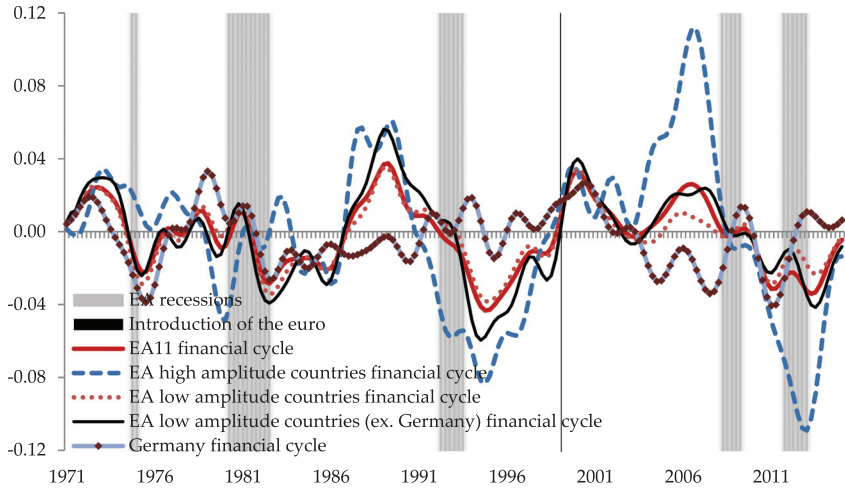 0.12
0.08
0.04
0.00
-0.04
-0.08
-0.12
EA recessions
Introduction of the euro
EA11 financial cycle
EA high amplitude countries financial cycle
EA low amplitude countries financial cycle
EA low amplitude countries (ex. Germany) financial cycle
Germany financial cycle
1971 1976 1981 1986 1991 1996 2001 2006 2011